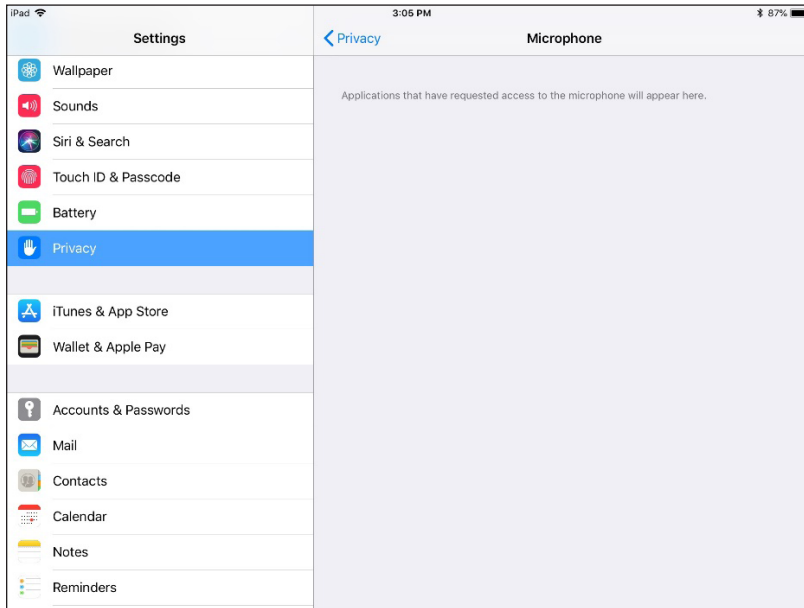 iPad 3:05 PM 87%
Settings
Privacy Microphone
Wallpaper
Applications that have requested access to the microphone will appear here.
Sounds
Siri & Search
Touch ID & Passcode
Battery
Privacy
iTunes & App Store
Wallet & Apple Pay
Accounts & Passwords
Mail
Contacts
Calendar
Notes
Reminders